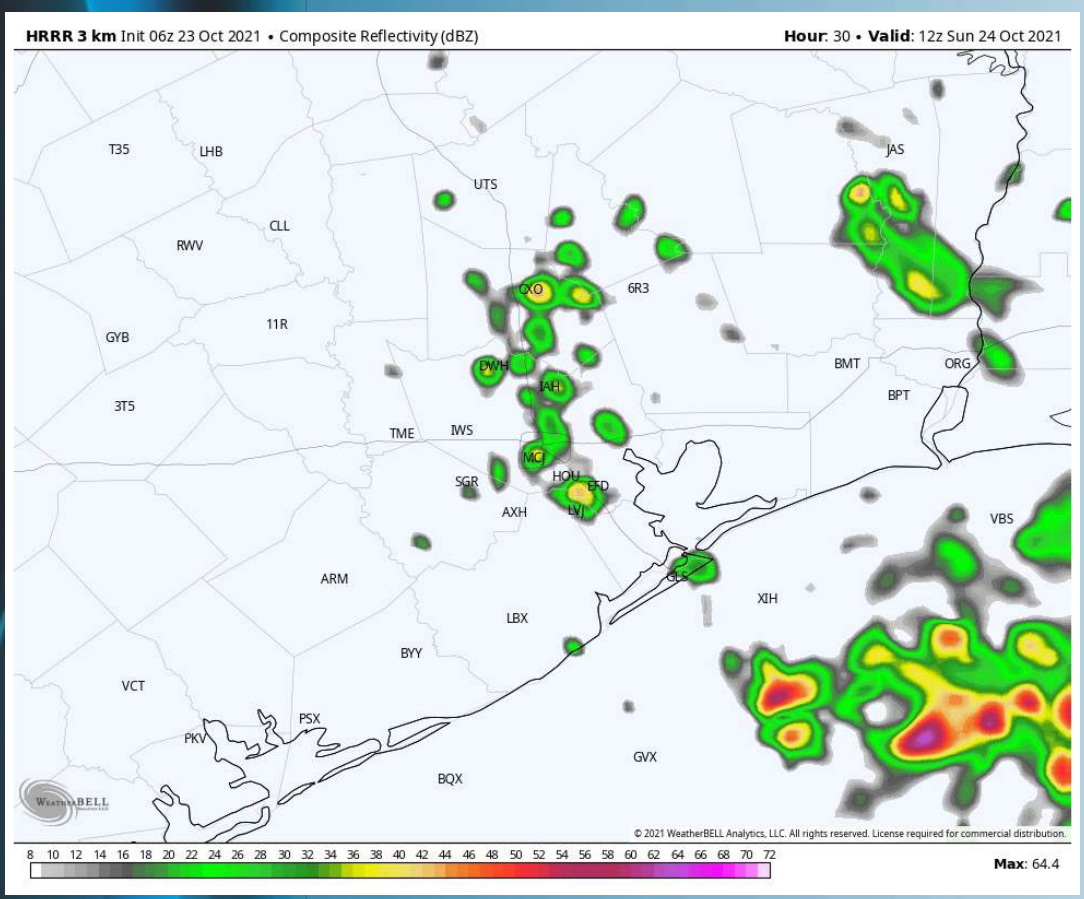 HRRR 3 km Init 06z 23 Oct 2021 • Composite Reflectivity (dBZ)
Hour: 30 • Valid: 12z Sun 24 Oct 2021
T35
LHB
JAS
UTS
CLL
RWV
CXO
6R3
11R
GYB
DWH
BMT
ORG
IAH
BPT
3T5
TME
IWS
MCJ
HOU
SGR
EFD
AXH
LVJ
VBS
GLS
ARM
XIH
LBX
BYY
VCT
PSX
PKV
GVX
BQX
WEATHERBELL
© 2021 WeatherBELL Analytics, LLC. All rights reserved. License required for commercial distribution.
8 10 12 14 16 18 20 22 24 26 28 30 32 34 36 38 40 42 44 46 48 50 52 54 56 58 60 62 64 66 68 70 72
Max: 64.4